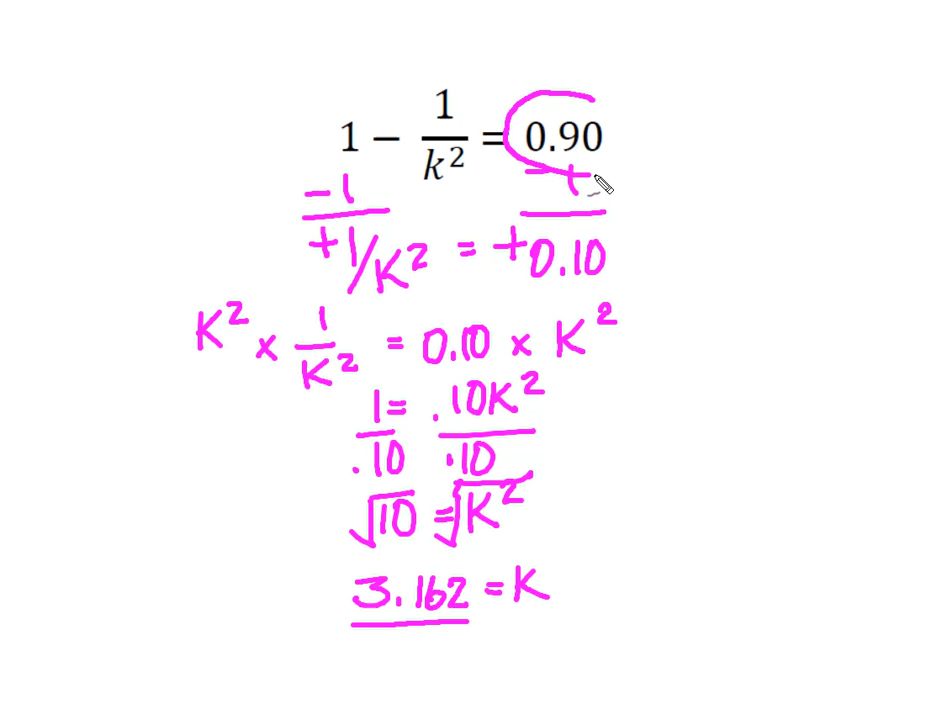 1 − 1/k² = 0.90
−1 −1
+1/K² = +0.10
K² × 1/K² = 0.10 × K²
1 = .10K²
.10 .10
√10 = √K²
3.162 = K